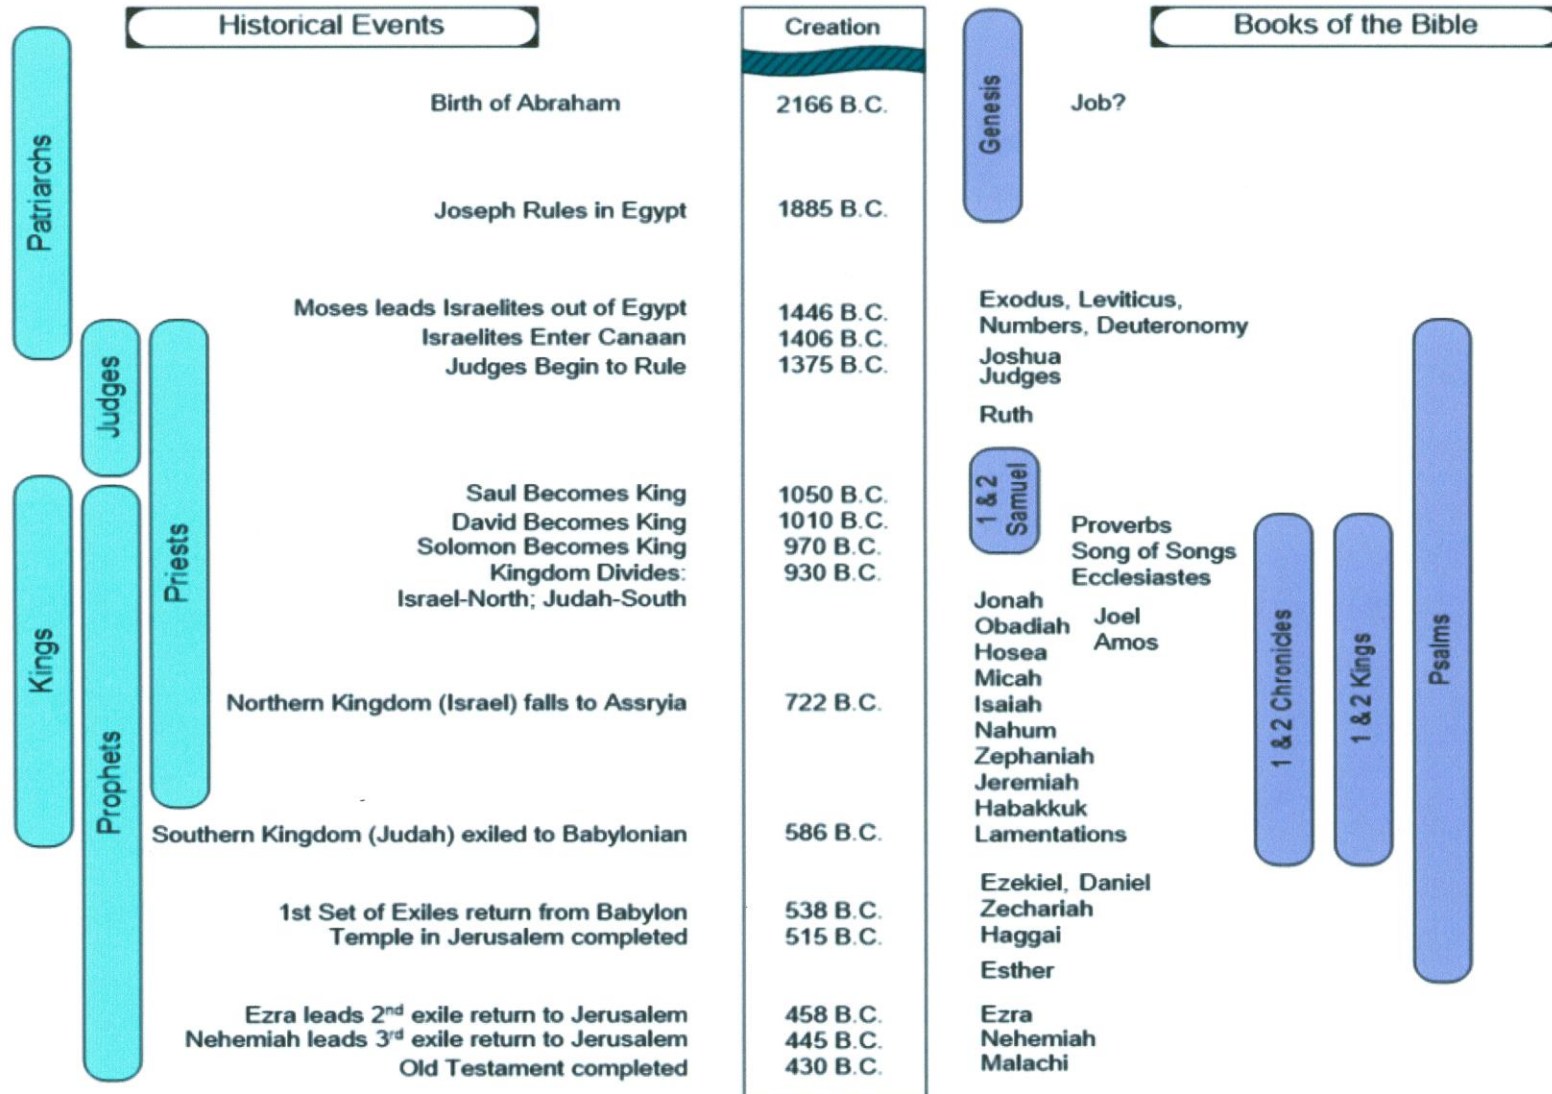 Historical Events
Creation
Books of the Bible
Patriarchs
Judges
Priests
Kings
Prophets
Birth of Abraham
Joseph Rules in Egypt
Moses leads Israelites out of Egypt
Israelites Enter Canaan
Judges Begin to Rule
Saul Becomes King
David Becomes King
Solomon Becomes King
Kingdom Divides:
Israel-North; Judah-South
Northern Kingdom (Israel) falls to Assryia
Southern Kingdom (Judah) exiled to Babylonian
1st Set of Exiles return from Babylon
Temple in Jerusalem completed
Ezra leads 2nd exile return to Jerusalem
Nehemiah leads 3rd exile return to Jerusalem
Old Testament completed
2166 B.C.
1885 B.C.
1446 B.C.
1406 B.C.
1375 B.C.
1050 B.C.
1010 B.C.
970 B.C.
930 B.C.
722 B.C.
586 B.C.
538 B.C.
515 B.C.
458 B.C.
445 B.C.
430 B.C.
Genesis
Job?
Exodus, Leviticus,
Numbers, Deuteronomy
Joshua
Judges
Ruth
1 & 2
Samuel
Proverbs
Song of Songs
Ecclesiastes
Jonah
Obadiah
Hosea
Micah
Isaiah
Nahum
Zephaniah
Jeremiah
Habakkuk
Lamentations
Joel
Amos
Ezekiel, Daniel
Zechariah
Haggai
Esther
Ezra
Nehemiah
Malachi
1 & 2 Chronicles
1 & 2 Kings
Psalms